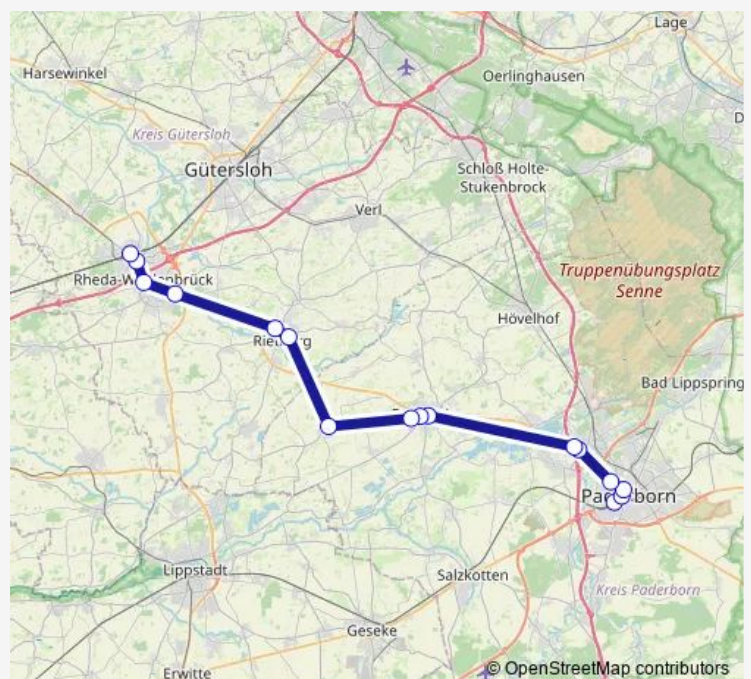 Lage
Harsewinkel
Oerlinghausen
Kreis Gütersloh
Gütersloh
Schloß Holte-
Stukenbrock
Verl
Truppenübungsplatz
Senne
Hövelhof
Bad Lippspring
Lippstadt
Salzkotten
Kreis Paderborn
Geseke
Erwitte
© OpenStreetMap contributors